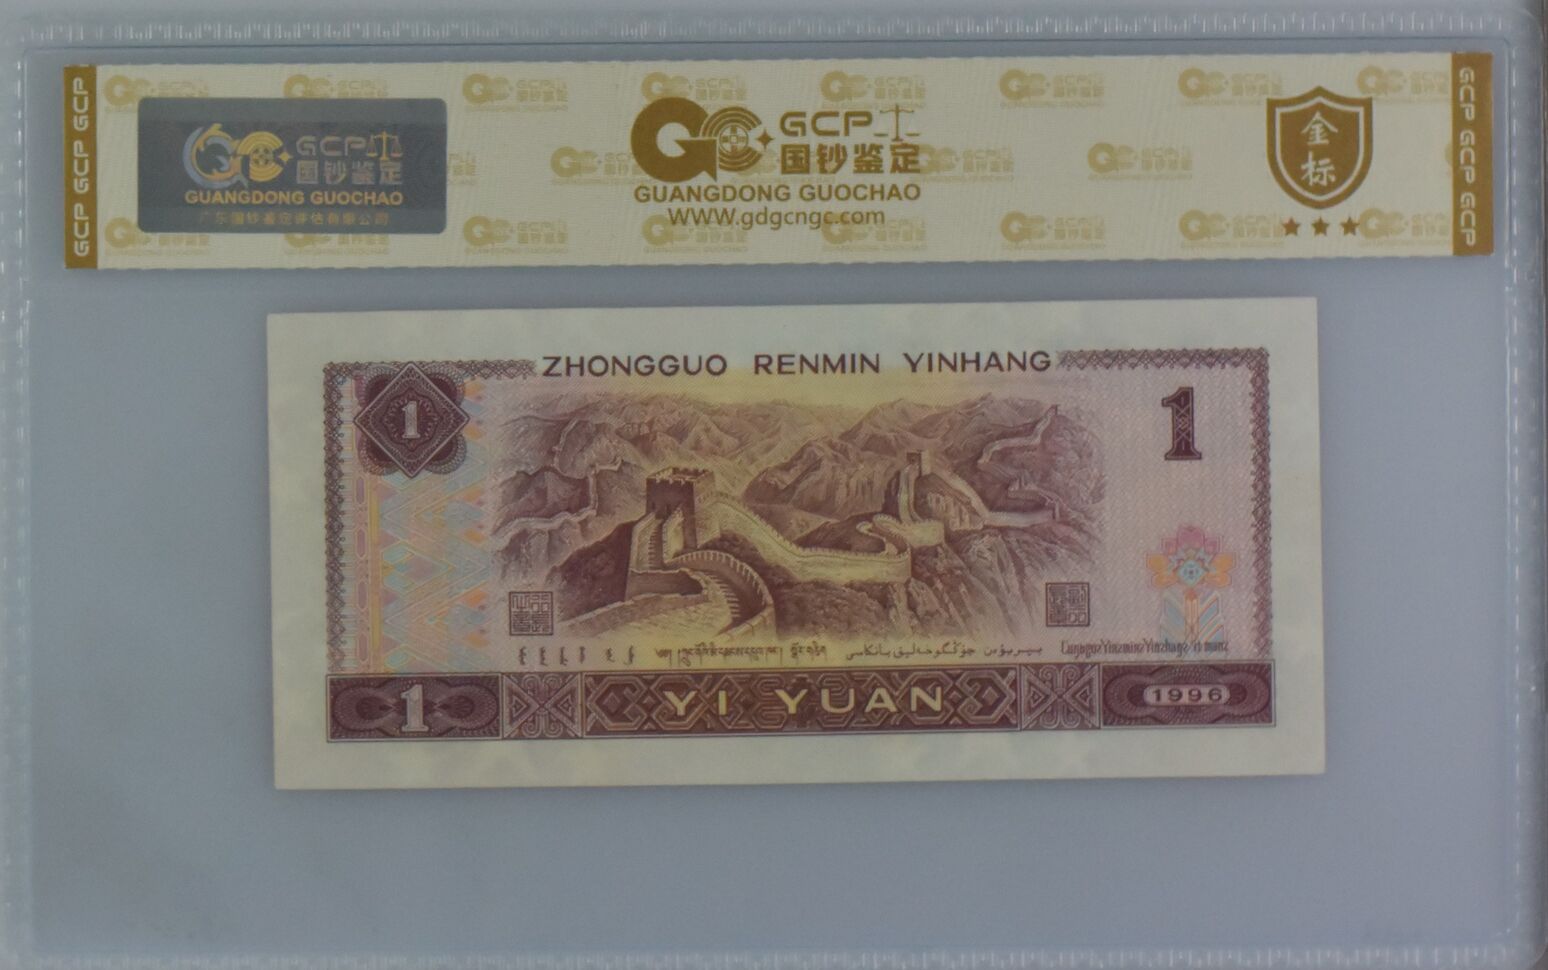 GCP GCP GCP
GCP
国钞鉴定
GUANGDONG GUOCHAO
广东国钞鉴定评估有限公司
GCP
国钞鉴定
GUANGDONG GUOCHAO
WWW.gdgcngc.com
金
标
GCP GCP GCP
ZHONGGUO RENMIN YINHANG
1
1
1 YI YUAN 1996